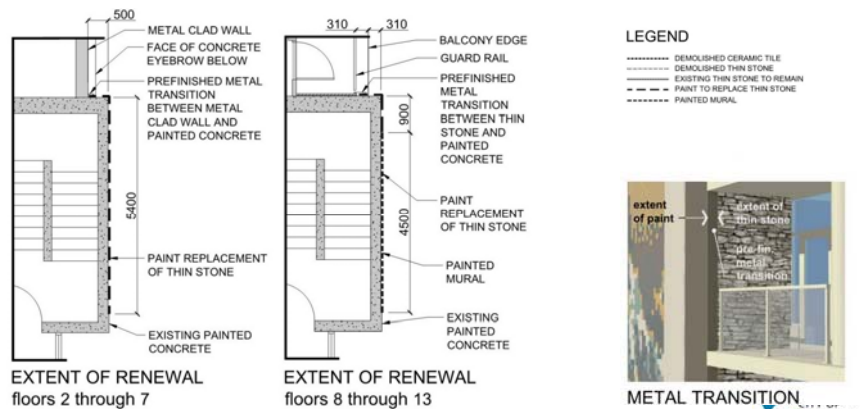 500
METAL CLAD WALL
FACE OF CONCRETE
EYEBROW BELOW
PREFINISHED METAL
TRANSITION
BETWEEN METAL
CLAD WALL AND
PAINTED CONCRETE
5400
PAINT REPLACEMENT
OF THIN STONE
EXISTING PAINTED
CONCRETE
EXTENT OF RENEWAL
floors 2 through 7
310 310
BALCONY EDGE
GUARD RAIL
PREFINISHED
METAL
TRANSITION
BETWEEN THIN
STONE AND
PAINTED
CONCRETE
900
PAINT
REPLACEMENT
OF THIN STONE
4500
PAINTED
MURAL
EXISTING
PAINTED
CONCRETE
EXTENT OF RENEWAL
floors 8 through 13
LEGEND
DEMOLISHED CERAMIC TILE
DEMOLISHED THIN STONE
EXISTING THIN STONE TO REMAIN
PAINT TO REPLACE THIN STONE
PAINTED MURAL
extent
of paint
extent of
thin stone
pre-fin
metal
transition
METAL TRANSITION